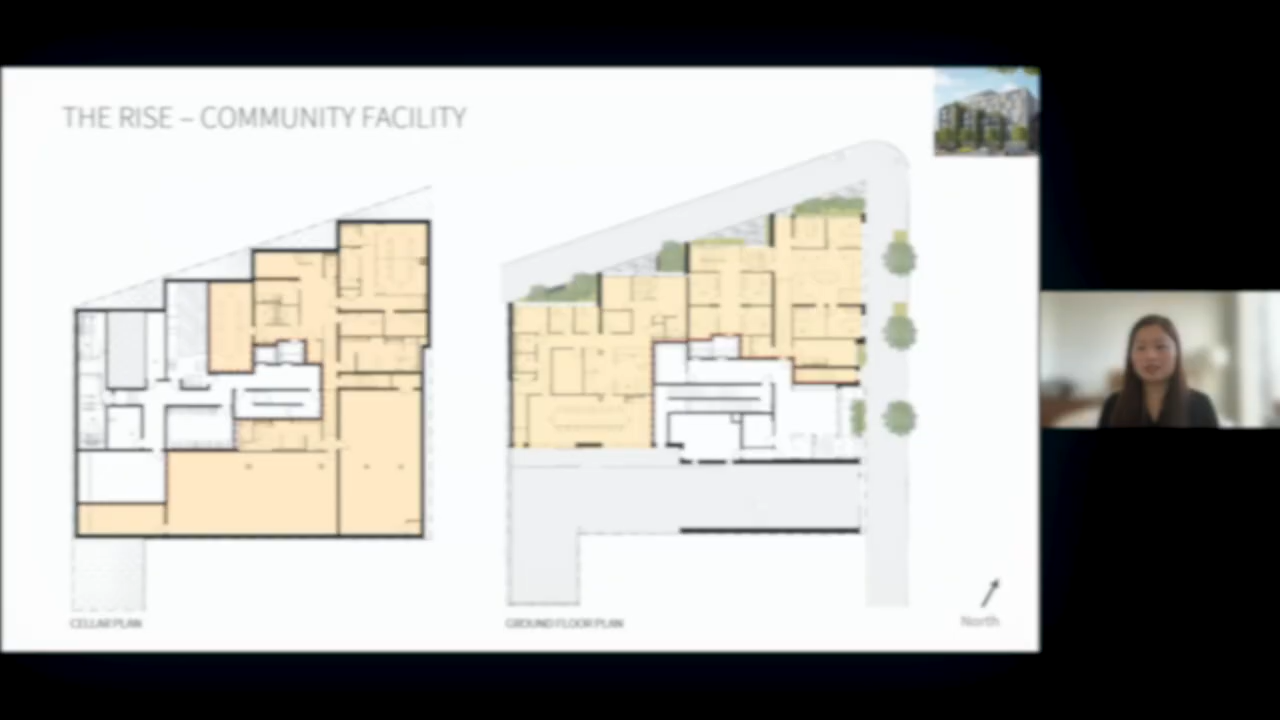 THE RISE – COMMUNITY FACILITY
CELLAR PLAN
GROUND FLOOR PLAN
North